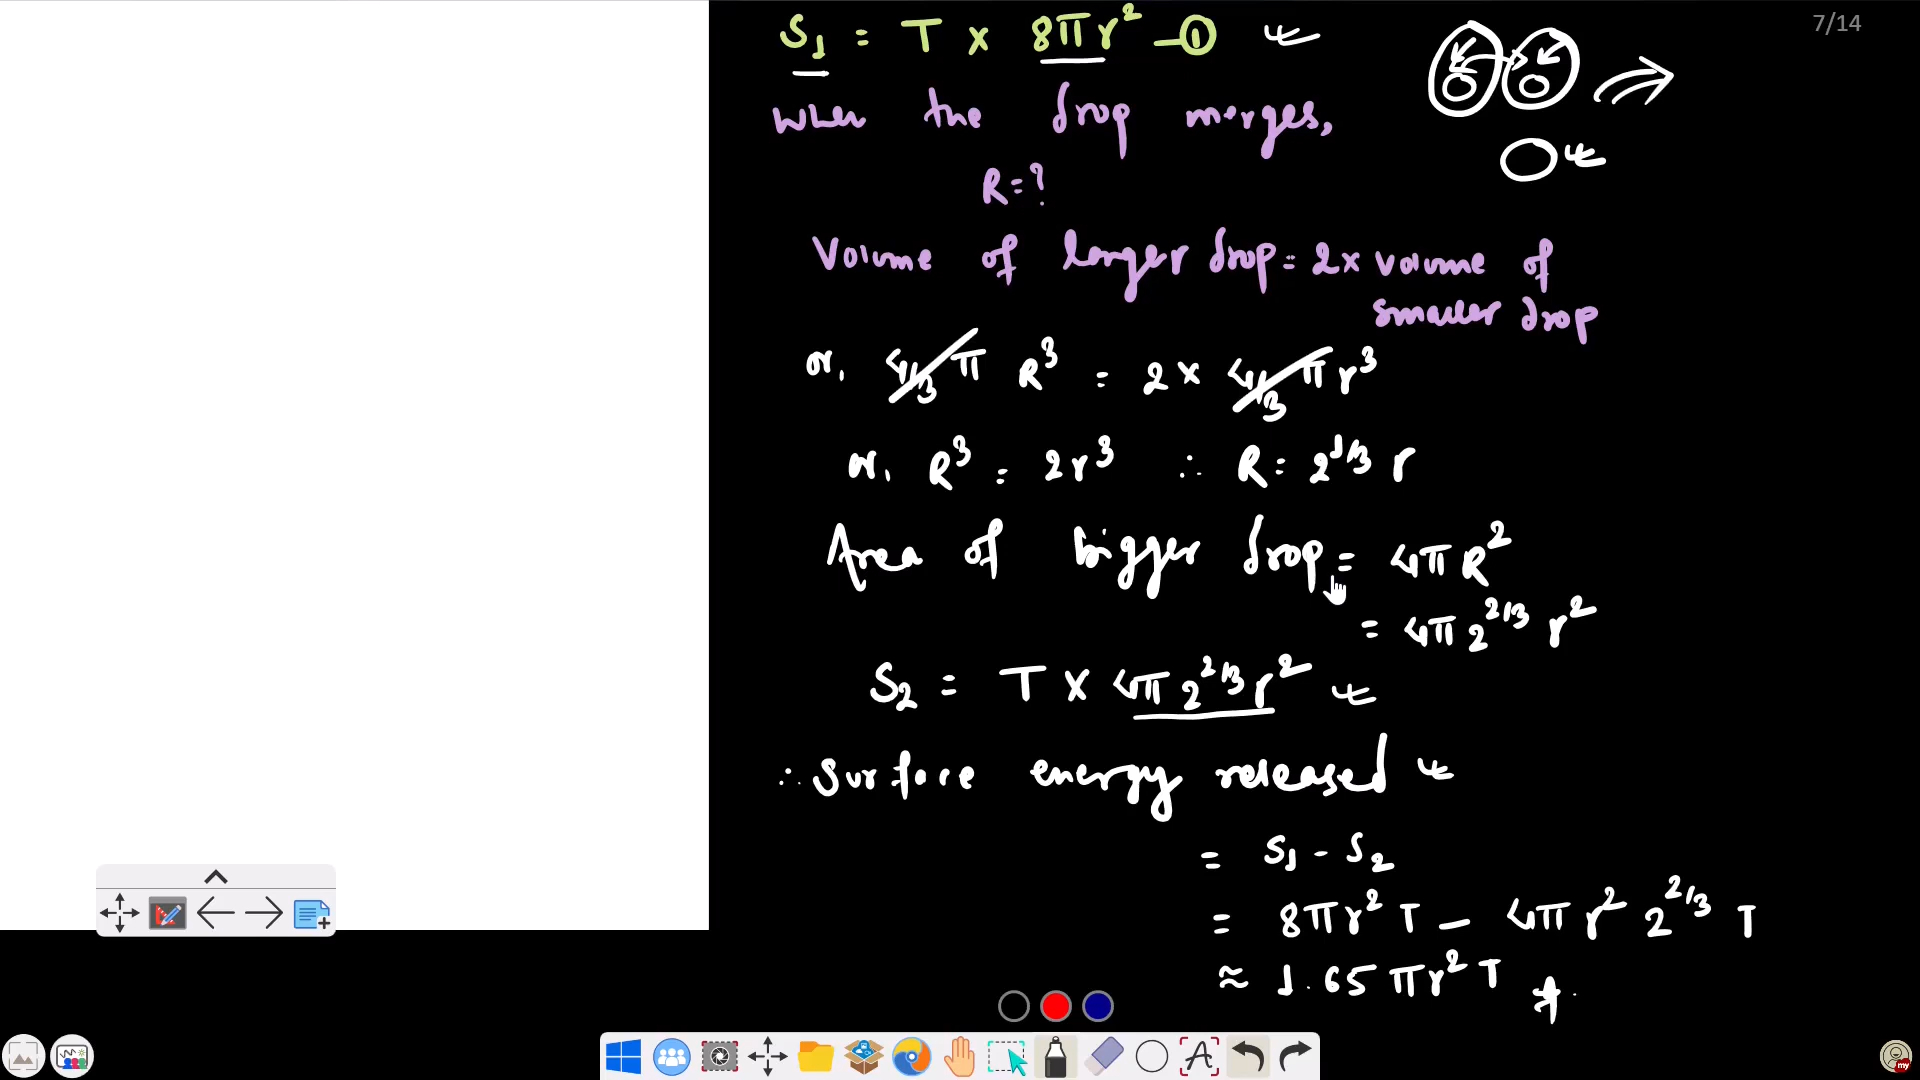 7/14
S₁ = T × 8πr² — ①
When the drop merges,
R = ?
Volume of larger drop = 2 × volume of
smaller drop
or, 4/3 π R³ = 2 × 4/3 π r³
or, R³ = 2r³ ∴ R = 2^1/3 r
Area of bigger drop = 4πR²
= 4π 2^2/3 r²
S₂ = T × 4π 2^2/3 r²
∴ Surface energy released
= S₁ - S₂
= 8πr² T — 4π r² 2^2/3 T
≈ 1.65 πr² T
my